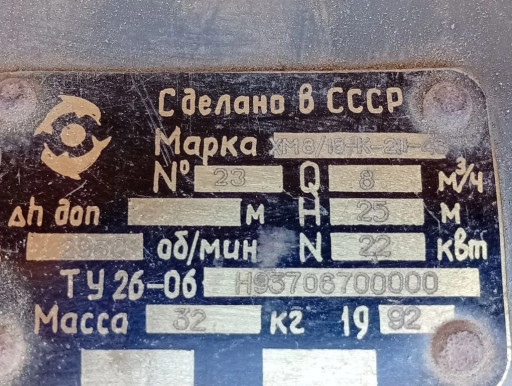 Сделано в СССР
Марка
№ 23 Q 8 м³/ч
Δh доп м H 25 м
об/мин N 22 квт
ТУ 26-06 Н93706700000
Масса 32 кг 19 92